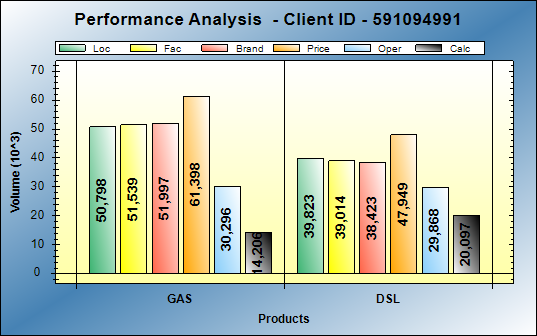 Performance Analysis - Client ID - 591094991
Loc Fac Brand Price Oper Calc
Volume (10^3)
70
60
50
40
30
20
10
0
50,798 51,539 51,997 61,398 30,296 14,206
39,823 39,014 38,423 47,949 29,868 20,097
GAS DSL
Products